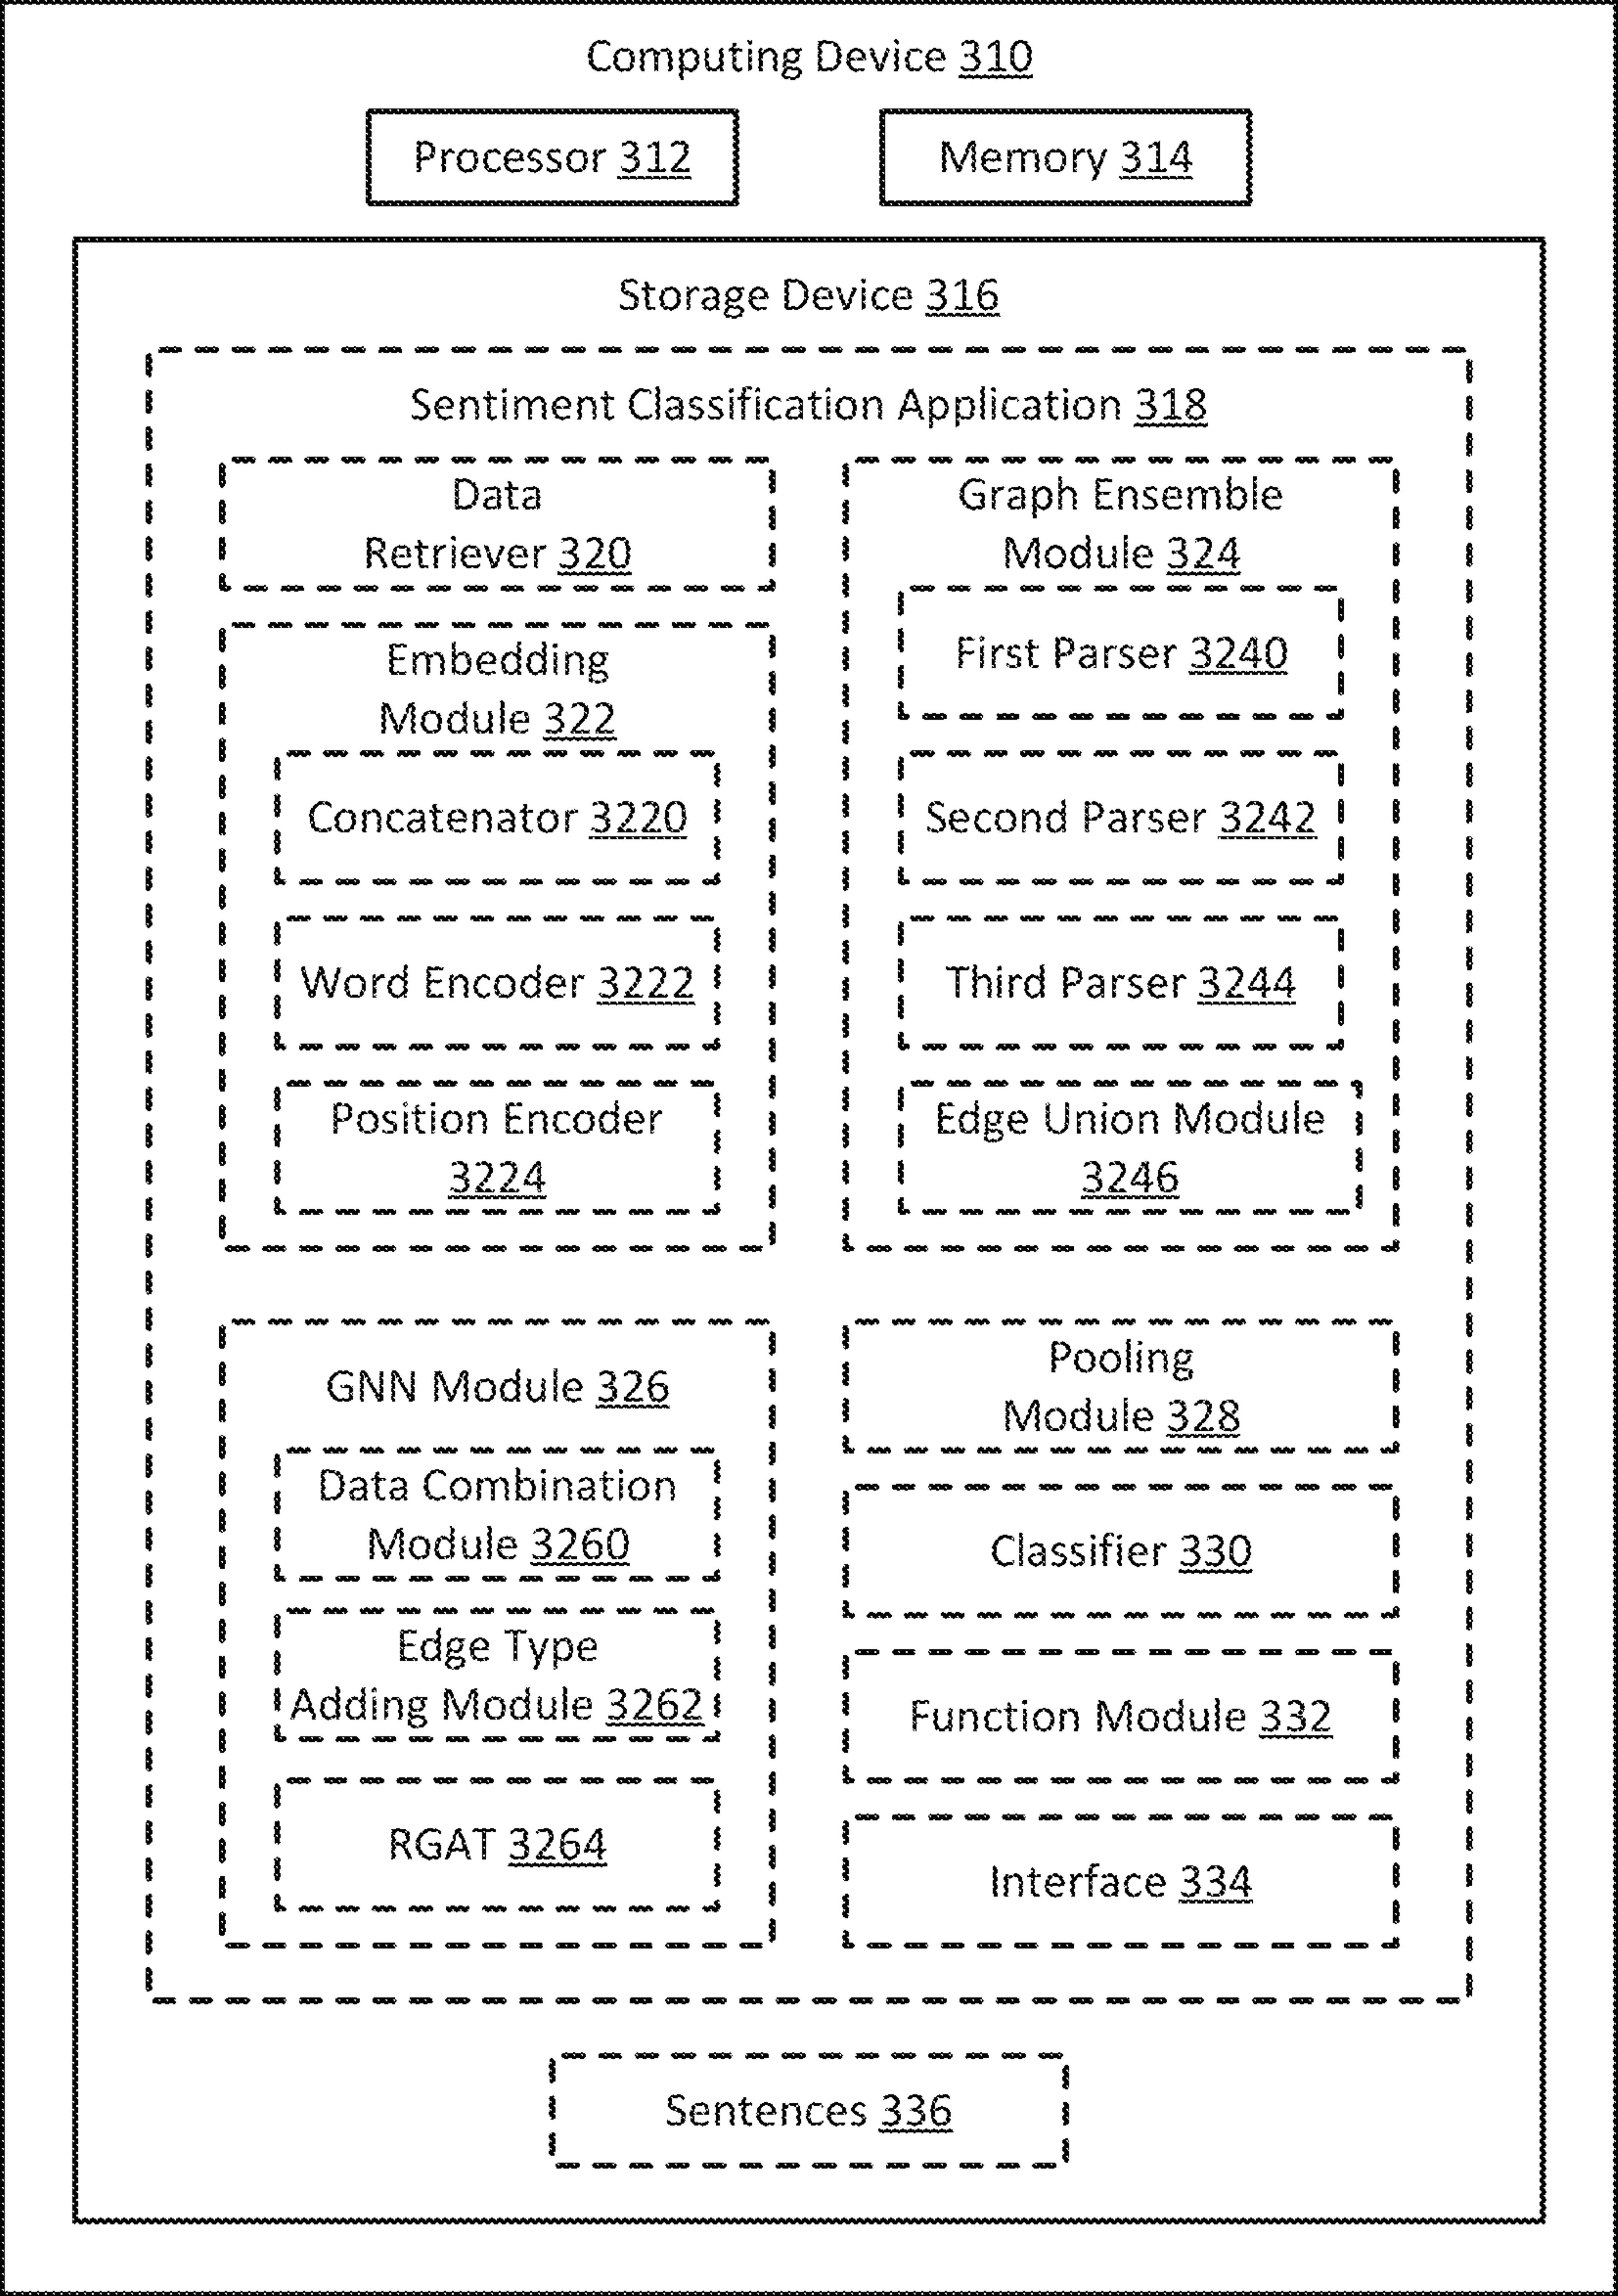 Computing Device 310
Processor 312
Memory 314
Storage Device 316
Sentiment Classification Application 318
Data
Retriever 320
Embedding
Module 322
Concatenator 3220
Word Encoder 3222
Position Encoder
3224
Graph Ensemble
Module 324
First Parser 3240
Second Parser 3242
Third Parser 3244
Edge Union Module
3246
GNN Module 326
Data Combination
Module 3260
Edge Type
Adding Module 3262
RGAT 3264
Pooling
Module 328
Classifier 330
Function Module 332
Interface 334
Sentences 336